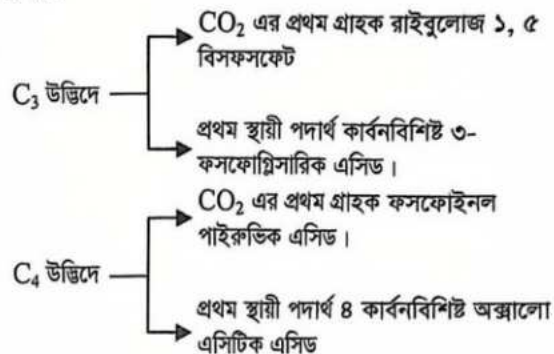 CO₂ এর প্রথম গ্রাহক রাইবুলোজ ১, ৫
বিসফসফেট
C₃ উদ্ভিদে
প্রথম স্থায়ী পদার্থ কার্বনবিশিষ্ট ৩-
ফসফোগ্লিসারিক এসিড।
CO₂ এর প্রথম গ্রাহক ফসফোইনল
পাইরুভিক এসিড।
C₄ উদ্ভিদে
প্রথম স্থায়ী পদার্থ ৪ কার্বনবিশিষ্ট অক্সালো
এসিটিক এসিড